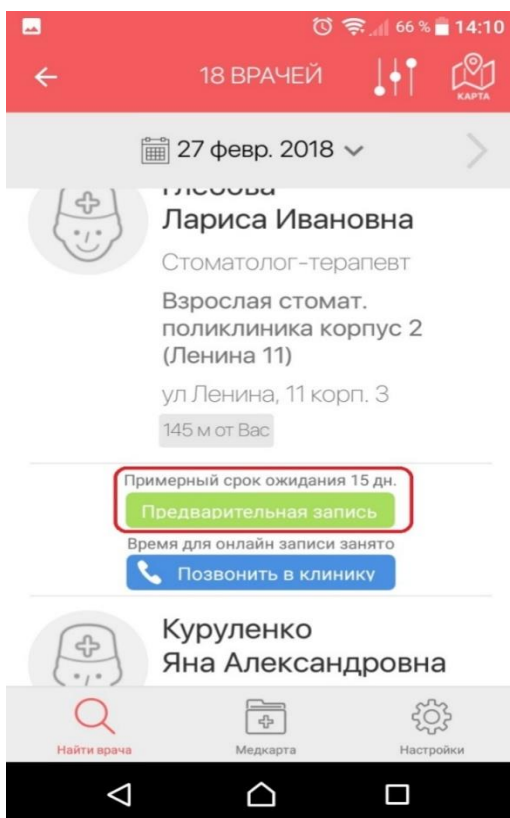 66 % 14:10
18 ВРАЧЕЙ
КАРТА
27 февр. 2018
Глебова
Лариса Ивановна
Стоматолог-терапевт
Взрослая стомат.
поликлиника корпус 2
(Ленина 11)
ул Ленина, 11 корп. 3
145 м от Вас
Примерный срок ожидания 15 дн.
Предварительная запись
Время для онлайн записи занято
Позвонить в клинику
Куруленко
Яна Александровна
Найти врача
Медкарта
Настройки